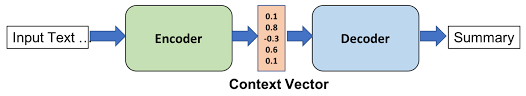 Input Text ..
Encoder
0.1
0.8
-0.3
0.6
0.1
Decoder
Summary
Context Vector